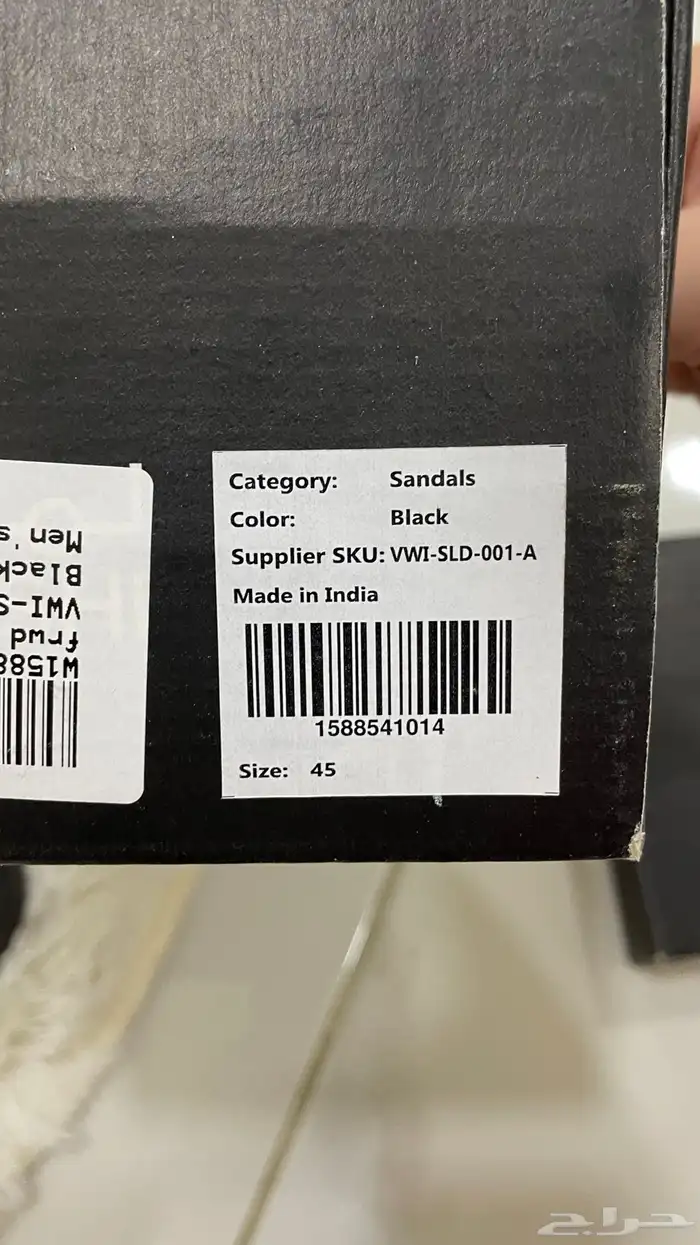 Category: Sandals
Color: Black
Supplier SKU: VWI-SLD-001-A
Made in India
1588541014
Size: 45
Men's
Black
VWI-S
frwd
W1588
حراج